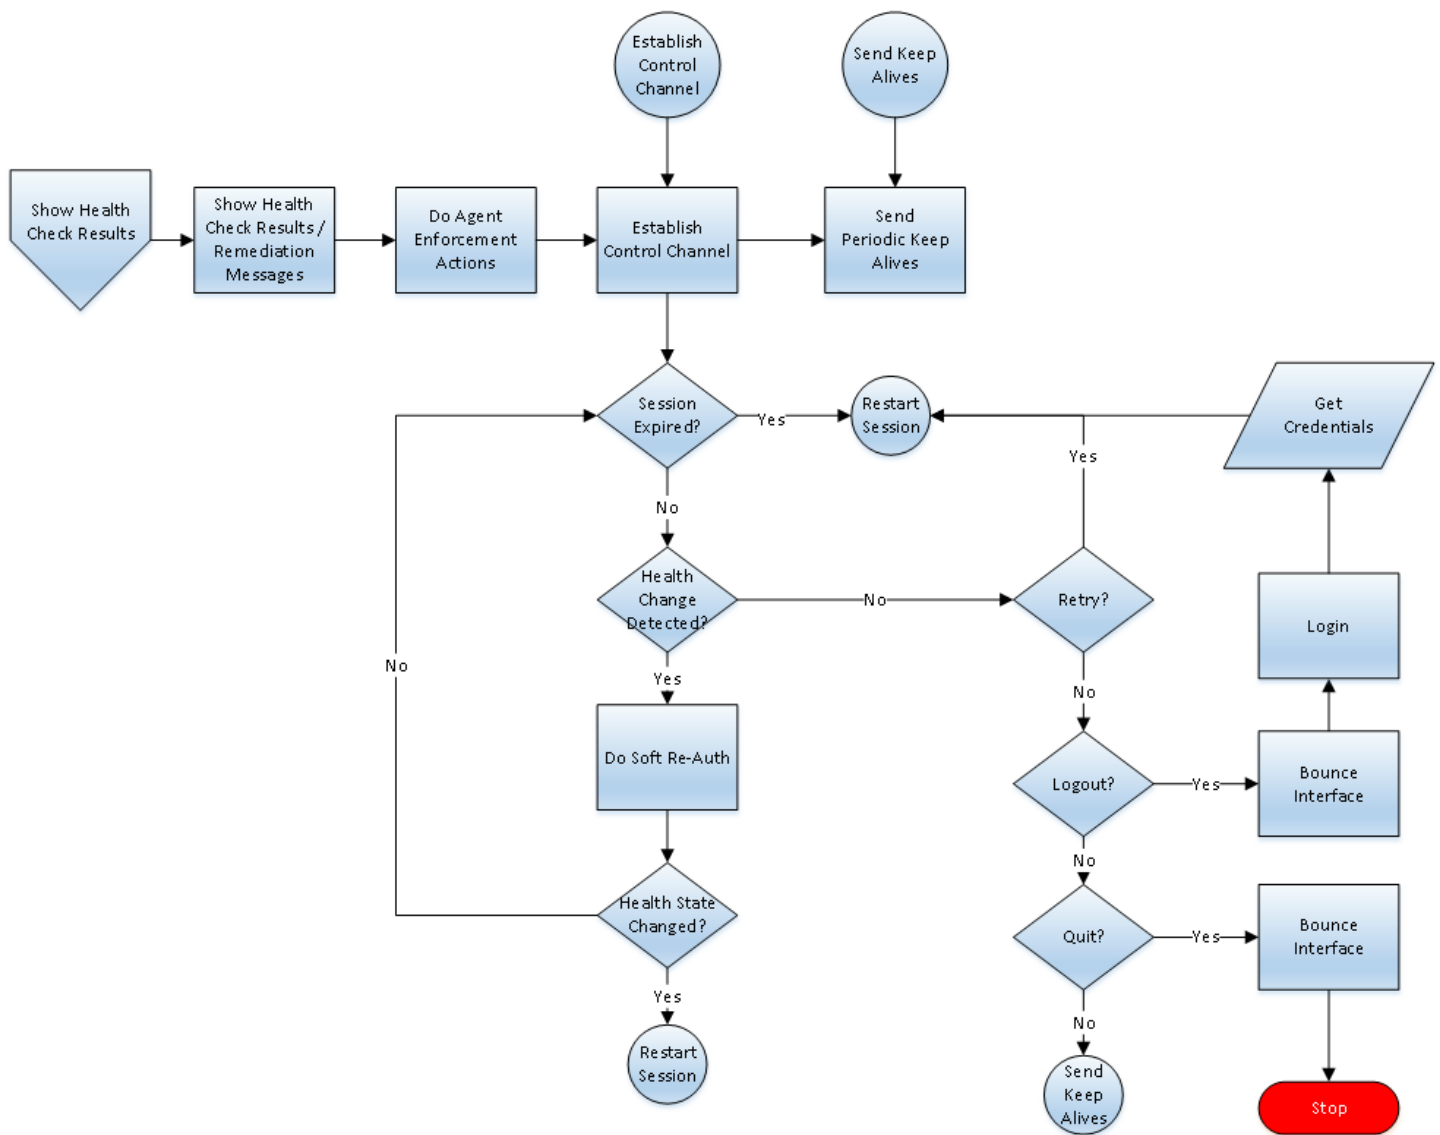 Establish
Control
Channel
Send Keep
Alives
Show Health
Check Results
Show Health
Check Results /
Remediation
Messages
Do Agent
Enforcement
Actions
Establish
Control Channel
Send
Periodic Keep
Alives
Session
Expired?
Yes
Restart
Session
Get
Credentials
Yes
No
Health
Change
Detected?
No
Retry?
Login
No
Yes
No
Do Soft Re-Auth
Logout?
Yes
Bounce
Interface
No
Health State
Changed?
Quit?
Yes
Bounce
Interface
Yes
No
Restart
Session
Send
Keep
Alives
Stop